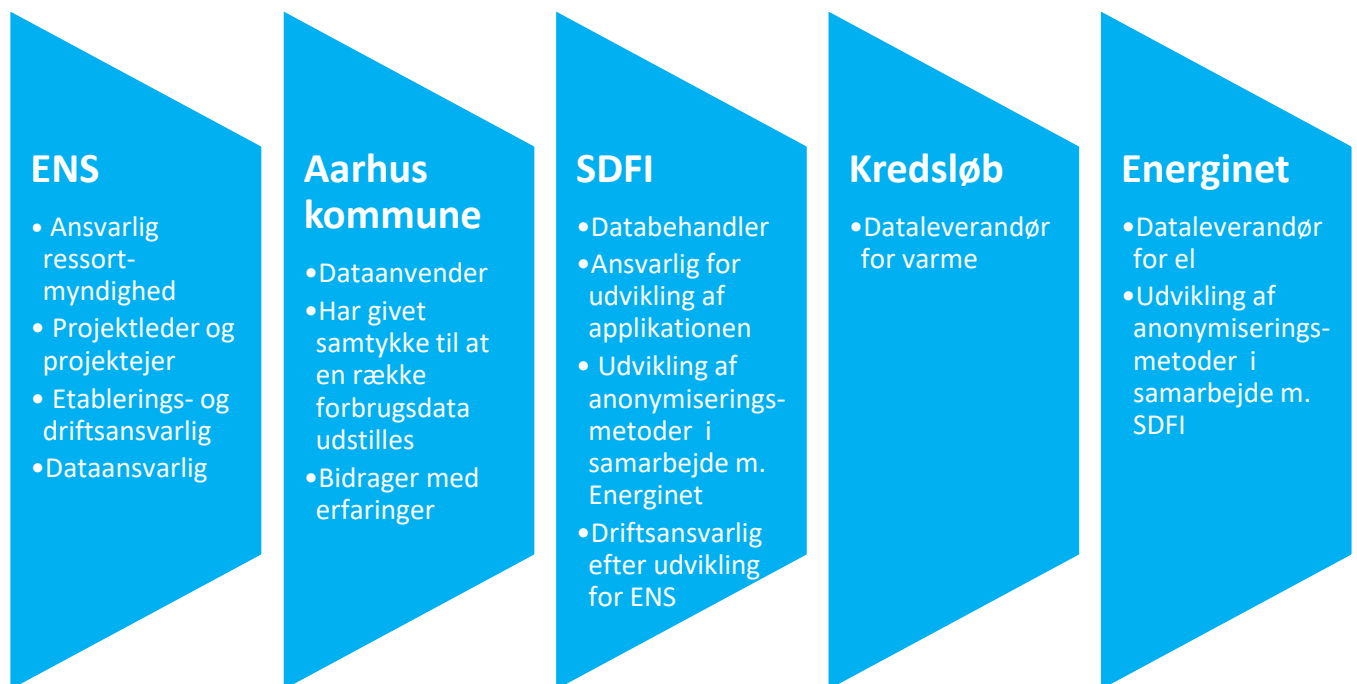 ENS
• Ansvarlig
ressort-
myndighed
• Projektleder og
projektejer
• Etablerings- og
driftsansvarlig
•Dataansvarlig
Aarhus
kommune
•Dataanvender
•Har givet
samtykke til at
en række
forbrugsdata
udstilles
•Bidrager med
erfaringer
SDFI
•Databehandler
•Ansvarlig for
udvikling af
applikationen
• Udvikling af
anonymiserings-
metoder i
samarbejde m.
Energinet
•Driftsansvarlig
efter udvikling
for ENS
Kredsløb
•Dataleverandør
for varme
Energinet
•Dataleverandør
for el
•Udvikling af
anonymiserings-
metoder i
samarbejde m.
SDFI